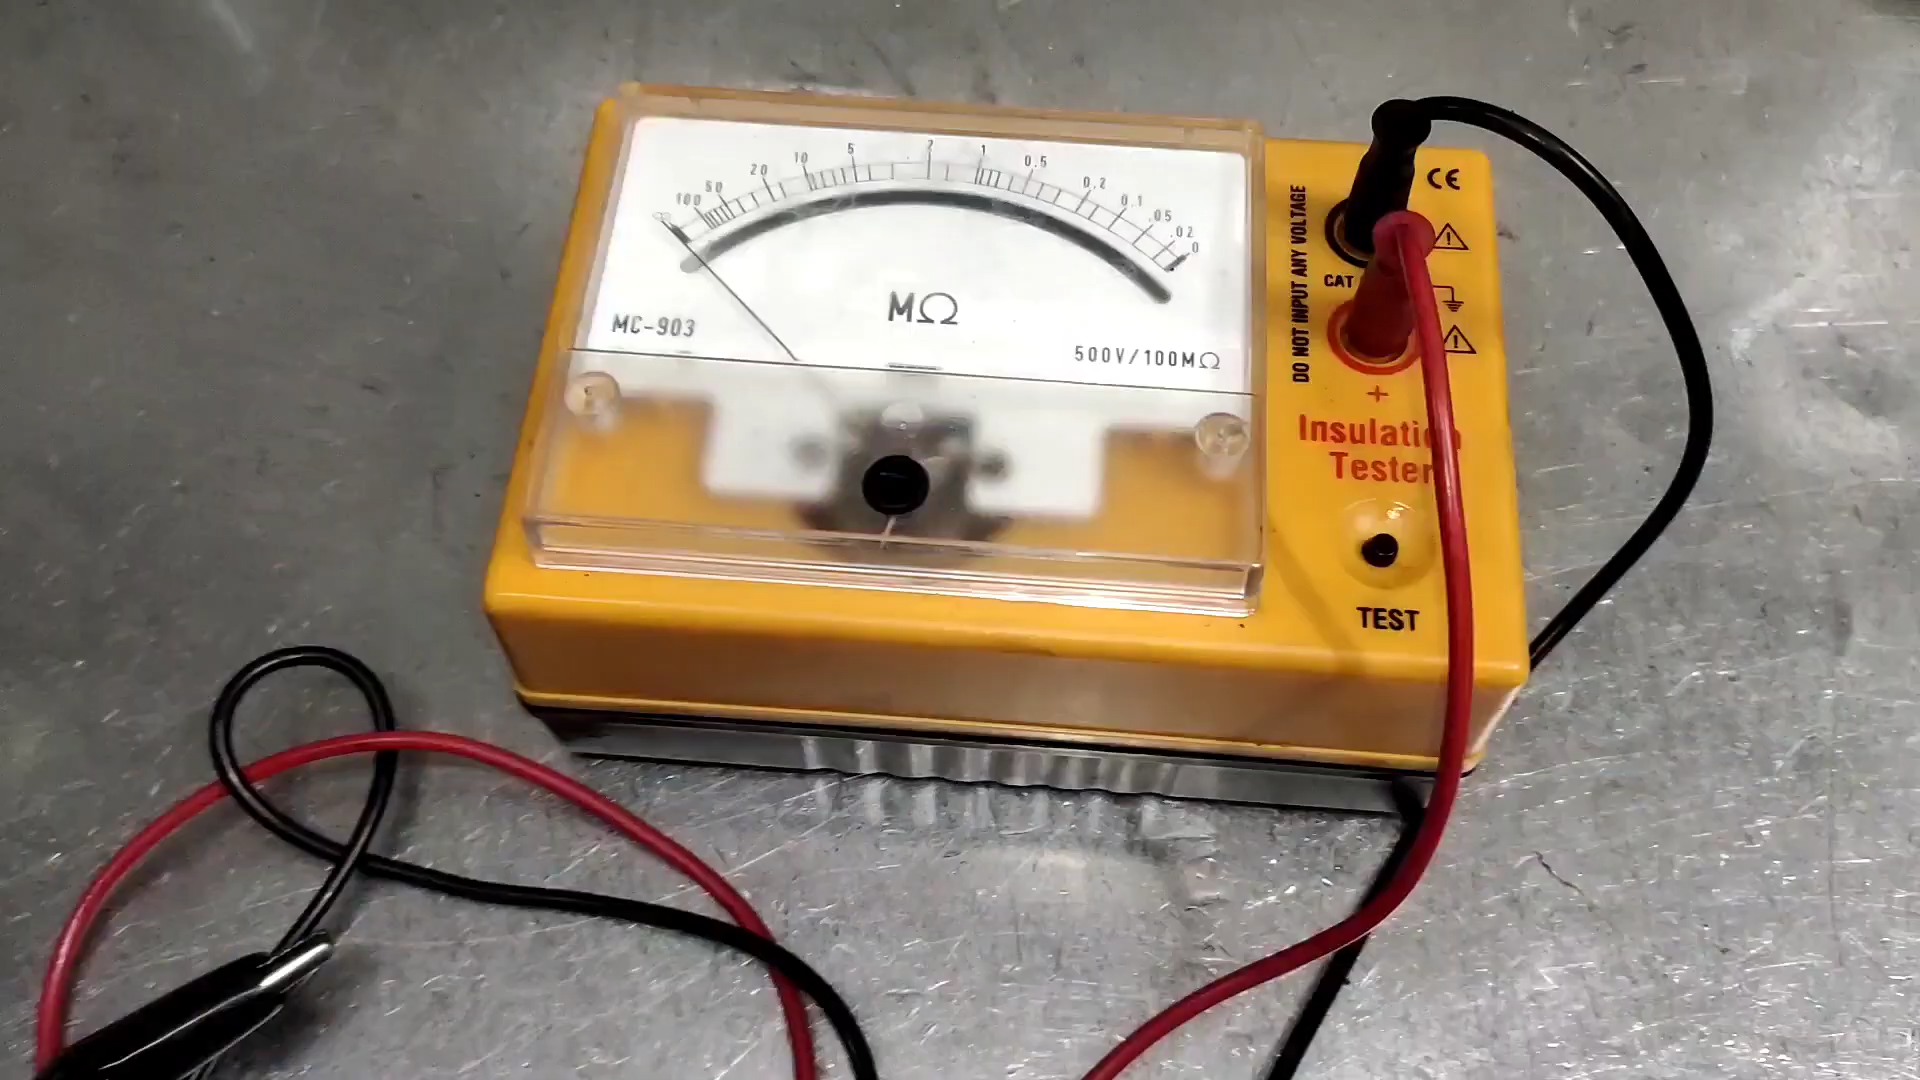 ∞ 100 50 20 10 5 2 1 0.5 0.2 0.1 .05 .02 0
MΩ
MC-903
500V/100MΩ
DO NOT INPUT ANY VOLTAGE
CE
CAT
+
Insulation
Tester
TEST